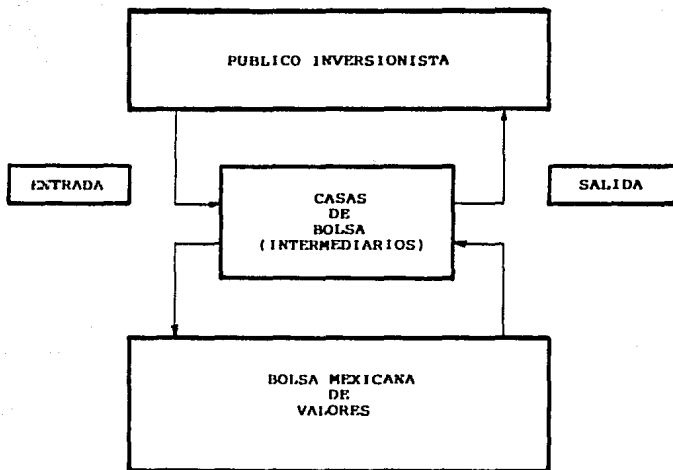 PUBLICO INVERSIONISTA
ENTRADA
CASAS
DE
BOLSA
(INTERMEDIARIOS)
SALIDA
BOLSA MEXICANA
DE
VALORES